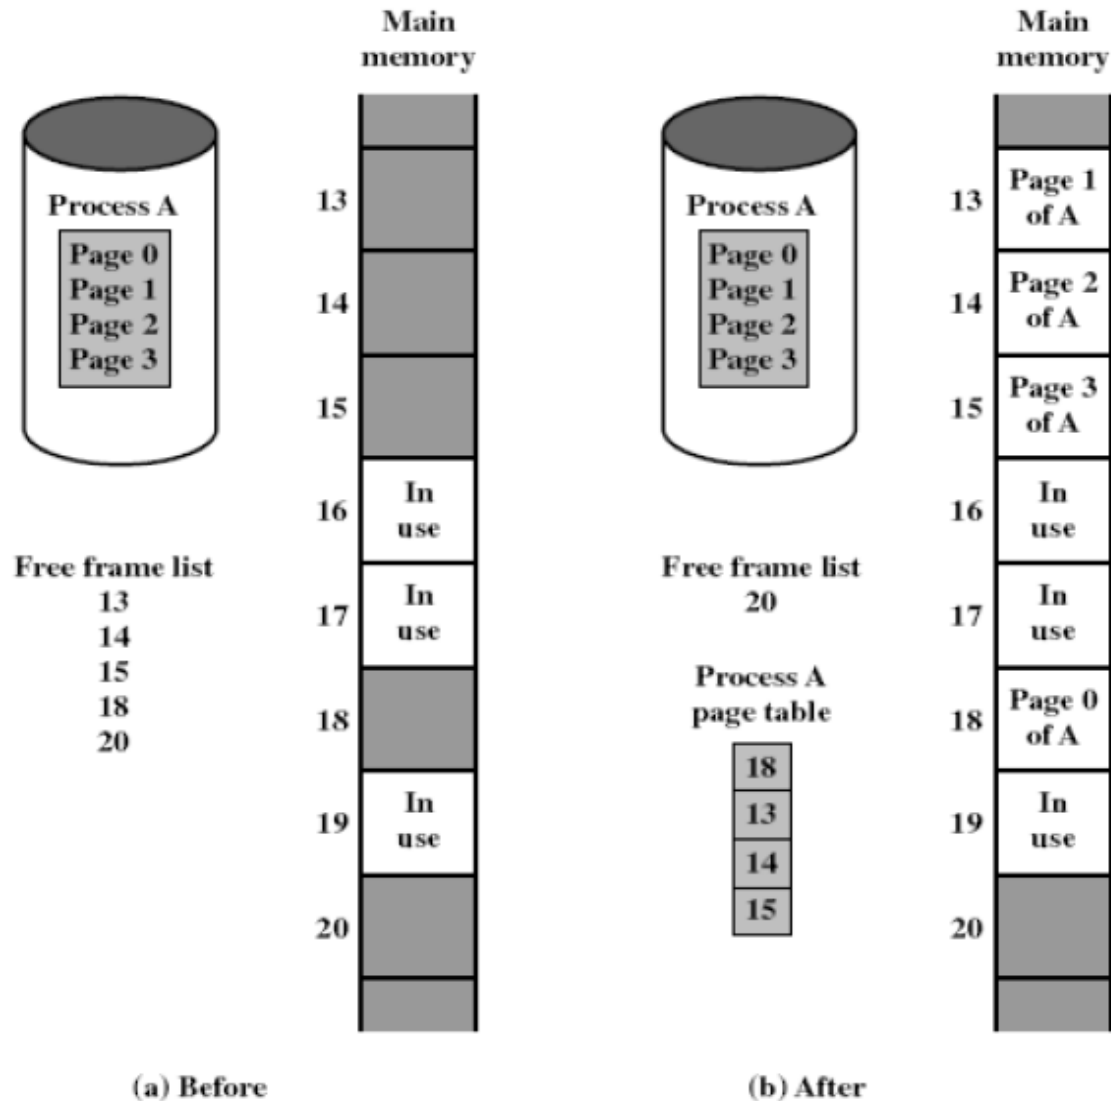 Main
memory
Process A
Page 0
Page 1
Page 2
Page 3
13
14
15
16
In
use
17
In
use
18
19
In
use
20
Free frame list
13
14
15
18
20
(a) Before
Main
memory
Process A
Page 0
Page 1
Page 2
Page 3
13
Page 1
of A
14
Page 2
of A
15
Page 3
of A
16
In
use
17
In
use
18
Page 0
of A
19
In
use
20
Free frame list
20
Process A
page table
18
13
14
15
(b) After